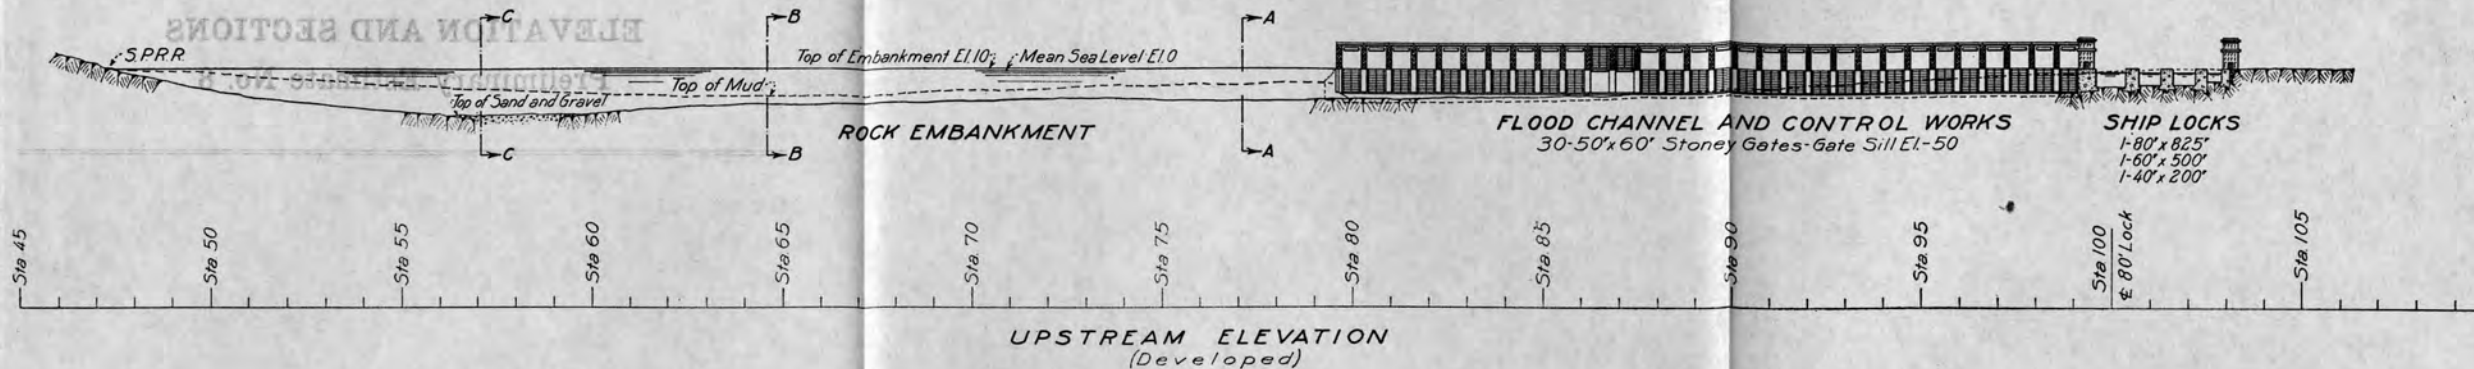 C
B
A
ELEVATION AND SECTIONS
Preliminary Estimate No. 8
S.P.R.R.
Top of Embankment El.10
Mean Sea Level-El.0
Top of Mud
Top of Sand and Gravel
C
B
A
ROCK EMBANKMENT
FLOOD CHANNEL AND CONTROL WORKS
30-50'x60' Stoney Gates-Gate Sill El.-50
SHIP LOCKS
1-80'x825'
1-60'x500'
1-40'x200'
Sta 45
Sta 50
Sta 55
Sta 60
Sta 65
Sta. 70
Sta 75
Sta. 80
Sta. 85
Sta 90
Sta.95
Sta 100
℄ 80' Lock
Sta. 105
UPSTREAM ELEVATION
(Developed)